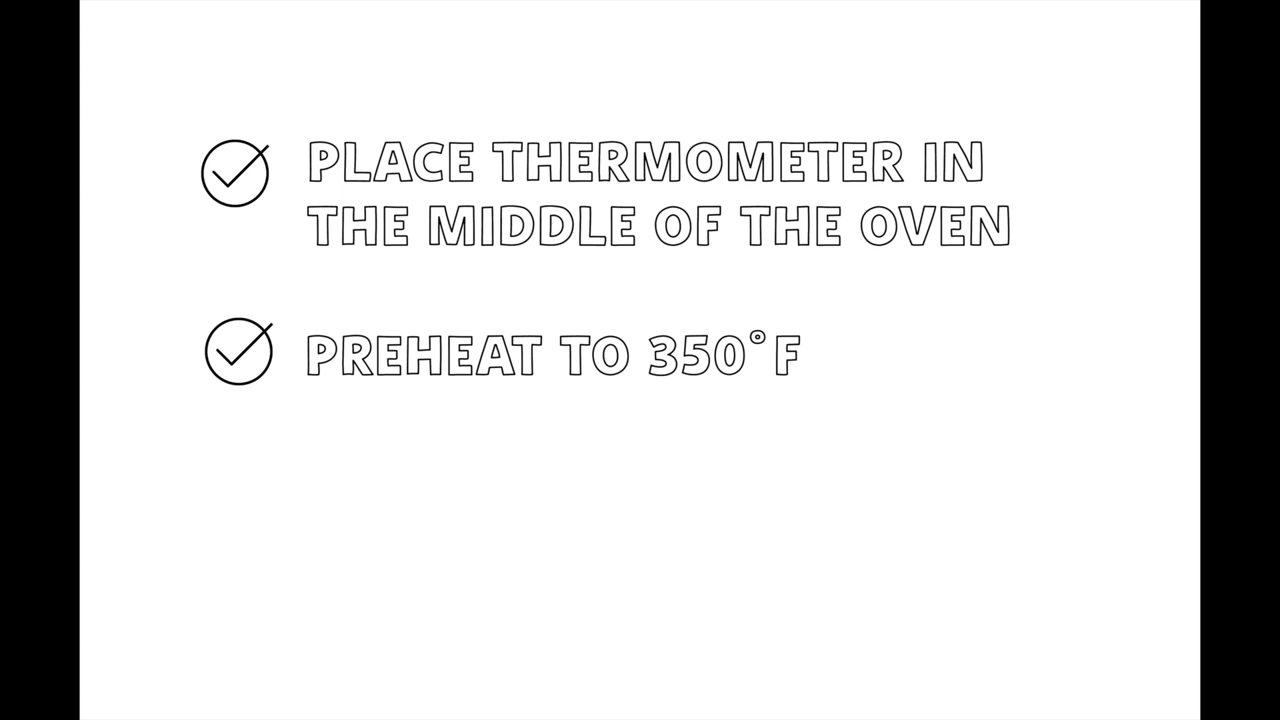 PLACE THERMOMETER IN
THE MIDDLE OF THE OVEN
PREHEAT TO 350°F